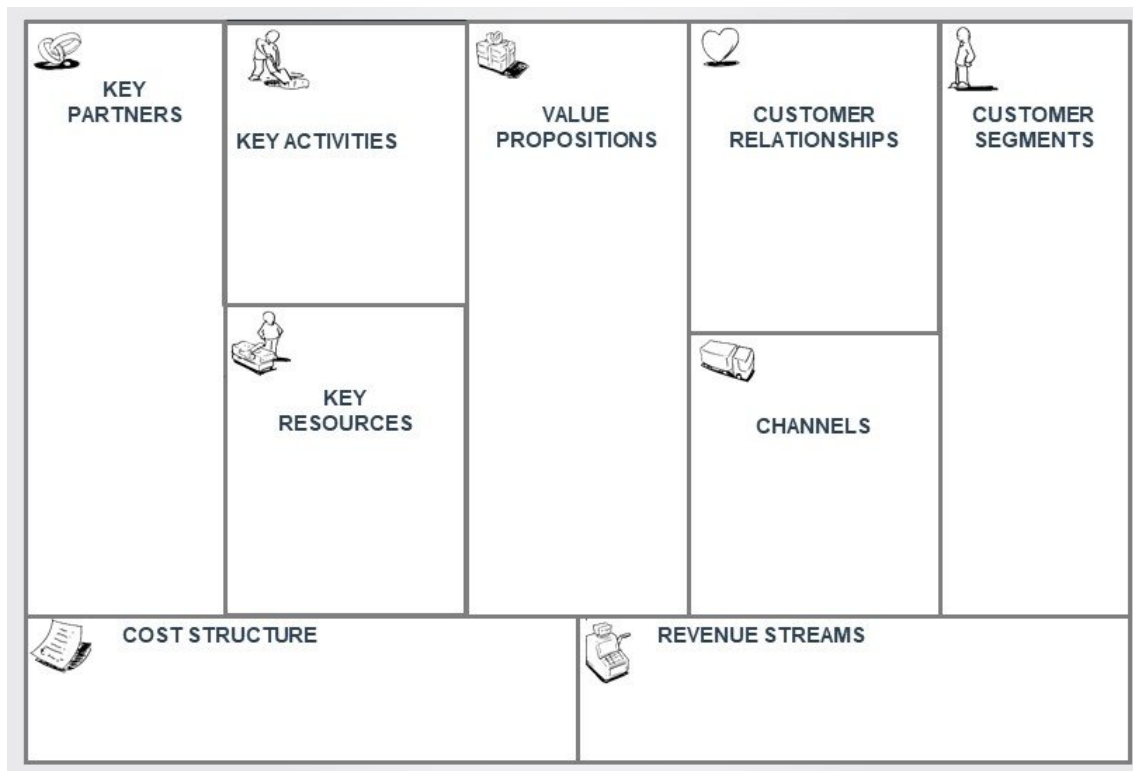 KEY
PARTNERS
KEY ACTIVITIES
KEY
RESOURCES
VALUE
PROPOSITIONS
CUSTOMER
RELATIONSHIPS
CHANNELS
CUSTOMER
SEGMENTS
COST STRUCTURE
REVENUE STREAMS